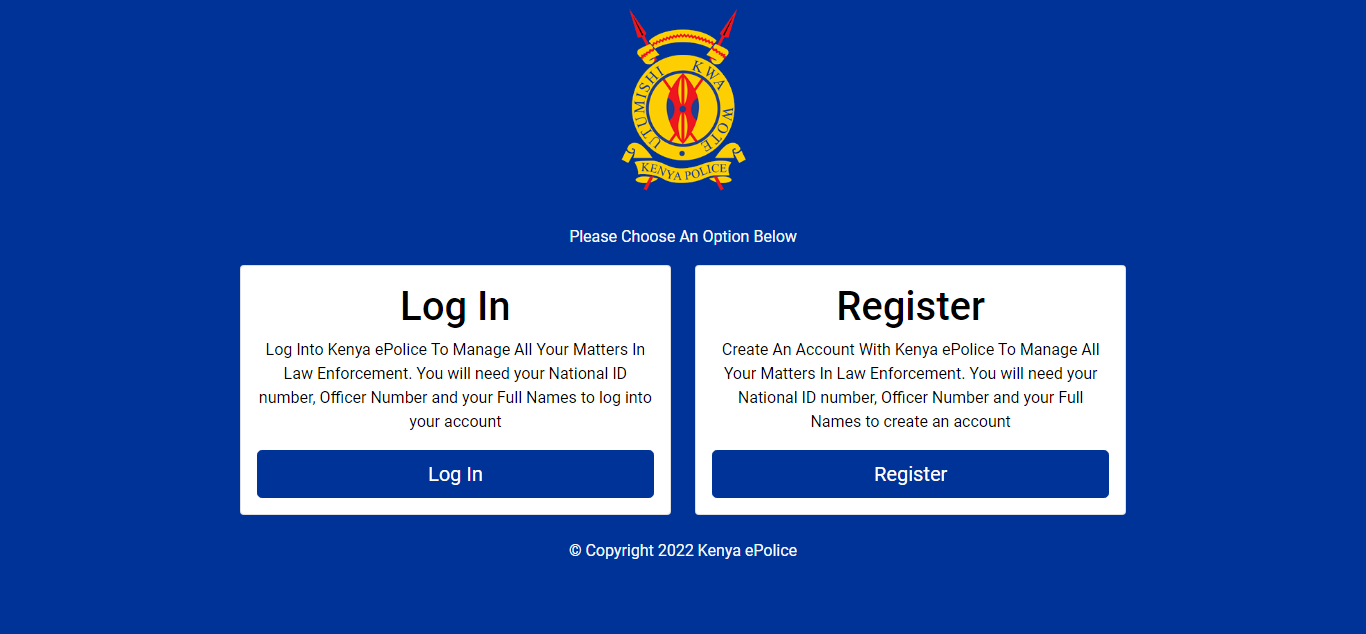 UTUMISHI KWA WOTE
KENYA POLICE
Please Choose An Option Below
Log In
Log Into Kenya ePolice To Manage All Your Matters In
Law Enforcement. You will need your National ID
number, Officer Number and your Full Names to log into
your account
Log In
Register
Create An Account With Kenya ePolice To Manage All
Your Matters In Law Enforcement. You will need your
National ID number, Officer Number and your Full
Names to create an account
Register
© Copyright 2022 Kenya ePolice